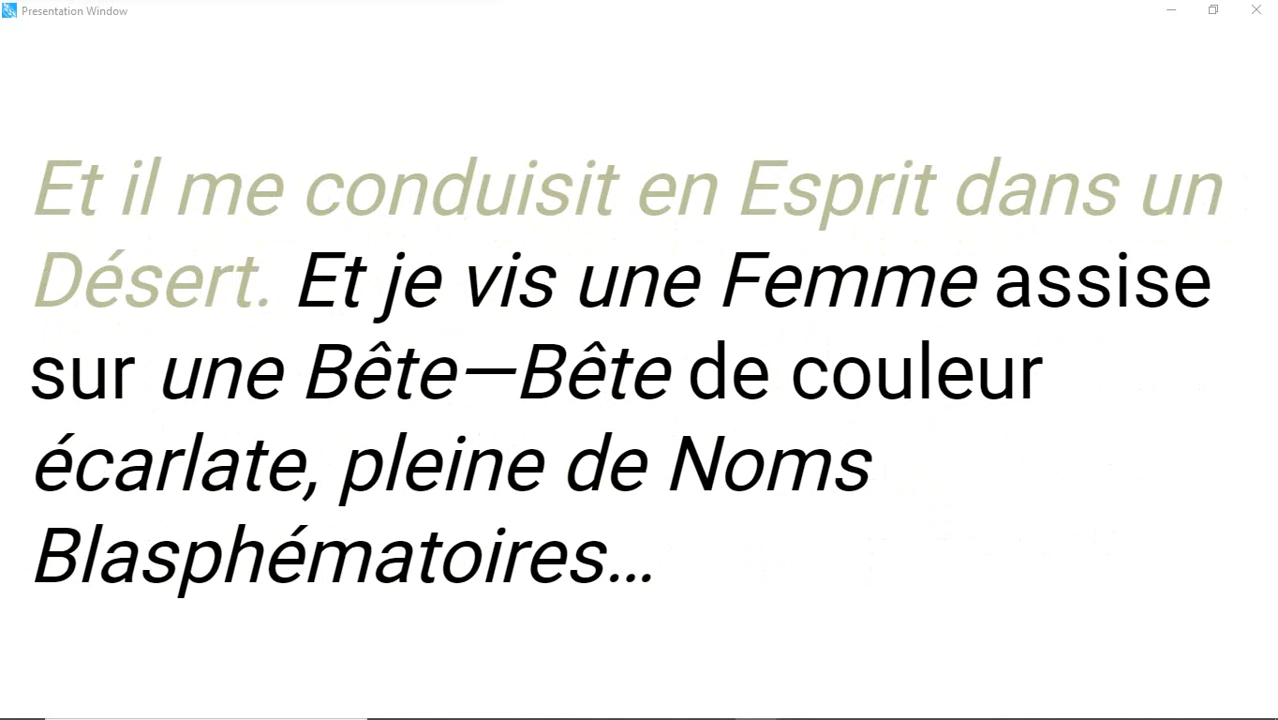 Presentation Window
Et il me conduisit en Esprit dans un
Désert. Et je vis une Femme assise
sur une Bête—Bête de couleur
écarlate, pleine de Noms
Blasphématoires...